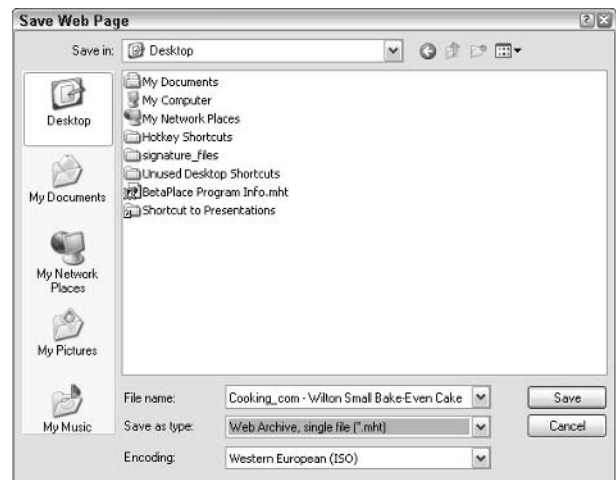 Save Web Page
Save in: Desktop
My Documents
My Computer
My Network Places
Hotkey Shortcuts
signature_files
Unused Desktop Shortcuts
BetaPlace Program Info.mht
Shortcut to Presentations
Desktop
My Documents
My Network
Places
My Pictures
My Music
File name: Cooking_com - Wilton Small Bake-Even Cake Save
Save as type: Web Archive, single file (*.mht) Cancel
Encoding: Western European (ISO)